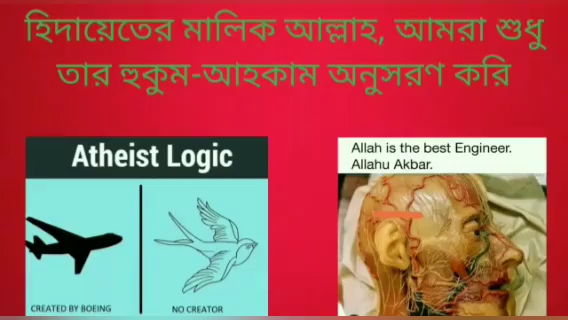 হিদায়েতের মালিক আল্লাহ, আমরা শুধু
তার হুকুম-আহকাম অনুসরণ করি
Atheist Logic
CREATED BY BOEING
NO CREATOR
Allah is the best Engineer.
Allahu Akbar.